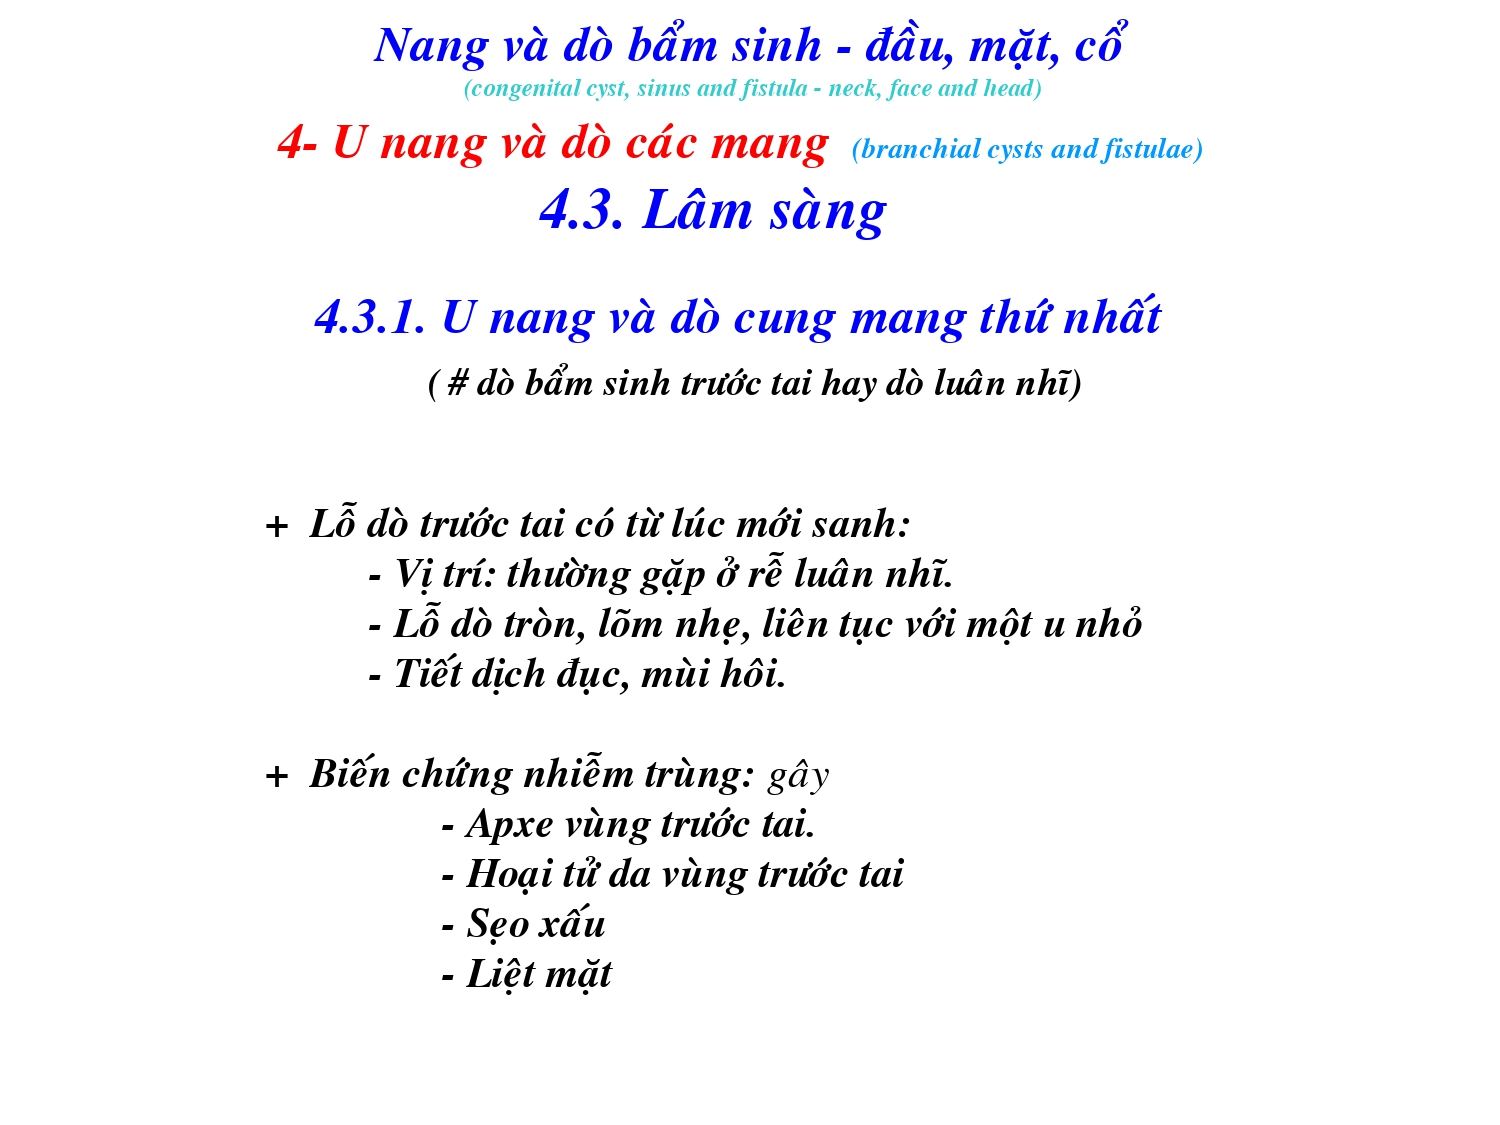 Nang và dò bẩm sinh - đầu, mặt, cổ
(congenital cyst, sinus and fistula - neck, face and head)
4- U nang và dò các mang (branchial cysts and fistulae)
4.3. Lâm sàng
4.3.1. U nang và dò cung mang thứ nhất
( # dò bẩm sinh trước tai hay dò luân nhĩ)
+ Lỗ dò trước tai có từ lúc mới sanh:
- Vị trí: thường gặp ở rễ luân nhĩ.
- Lỗ dò tròn, lõm nhẹ, liên tục với một u nhỏ
- Tiết dịch đục, mùi hôi.
+ Biến chứng nhiễm trùng: gây
- Apxe vùng trước tai.
- Hoại tử da vùng trước tai
- Sẹo xấu
- Liệt mặt